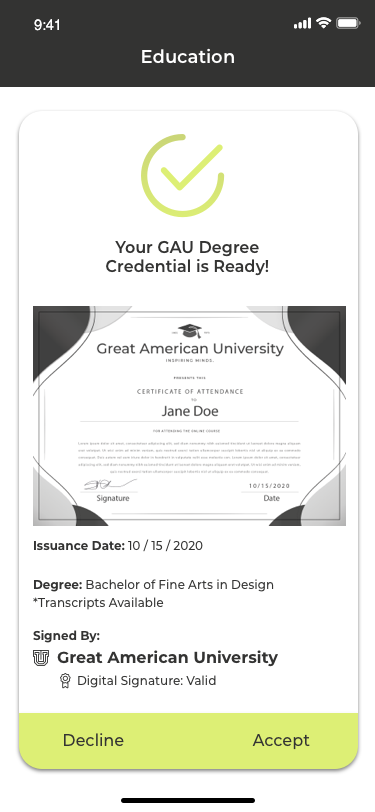 9:41
Education
Your GAU Degree
Credential is Ready!
Great American University
INSPIRING MINDS.
PRESENTS THIS
CERTIFICATE OF ATTENDANCE
TO
Jane Doe
FOR ATTENDING THE ONLINE COURSE
10/15/2020
Signature
Date
Issuance Date: 10 / 15 / 2020
Degree: Bachelor of Fine Arts in Design
*Transcripts Available
Signed By:
Great American University
Digital Signature: Valid
Decline
Accept